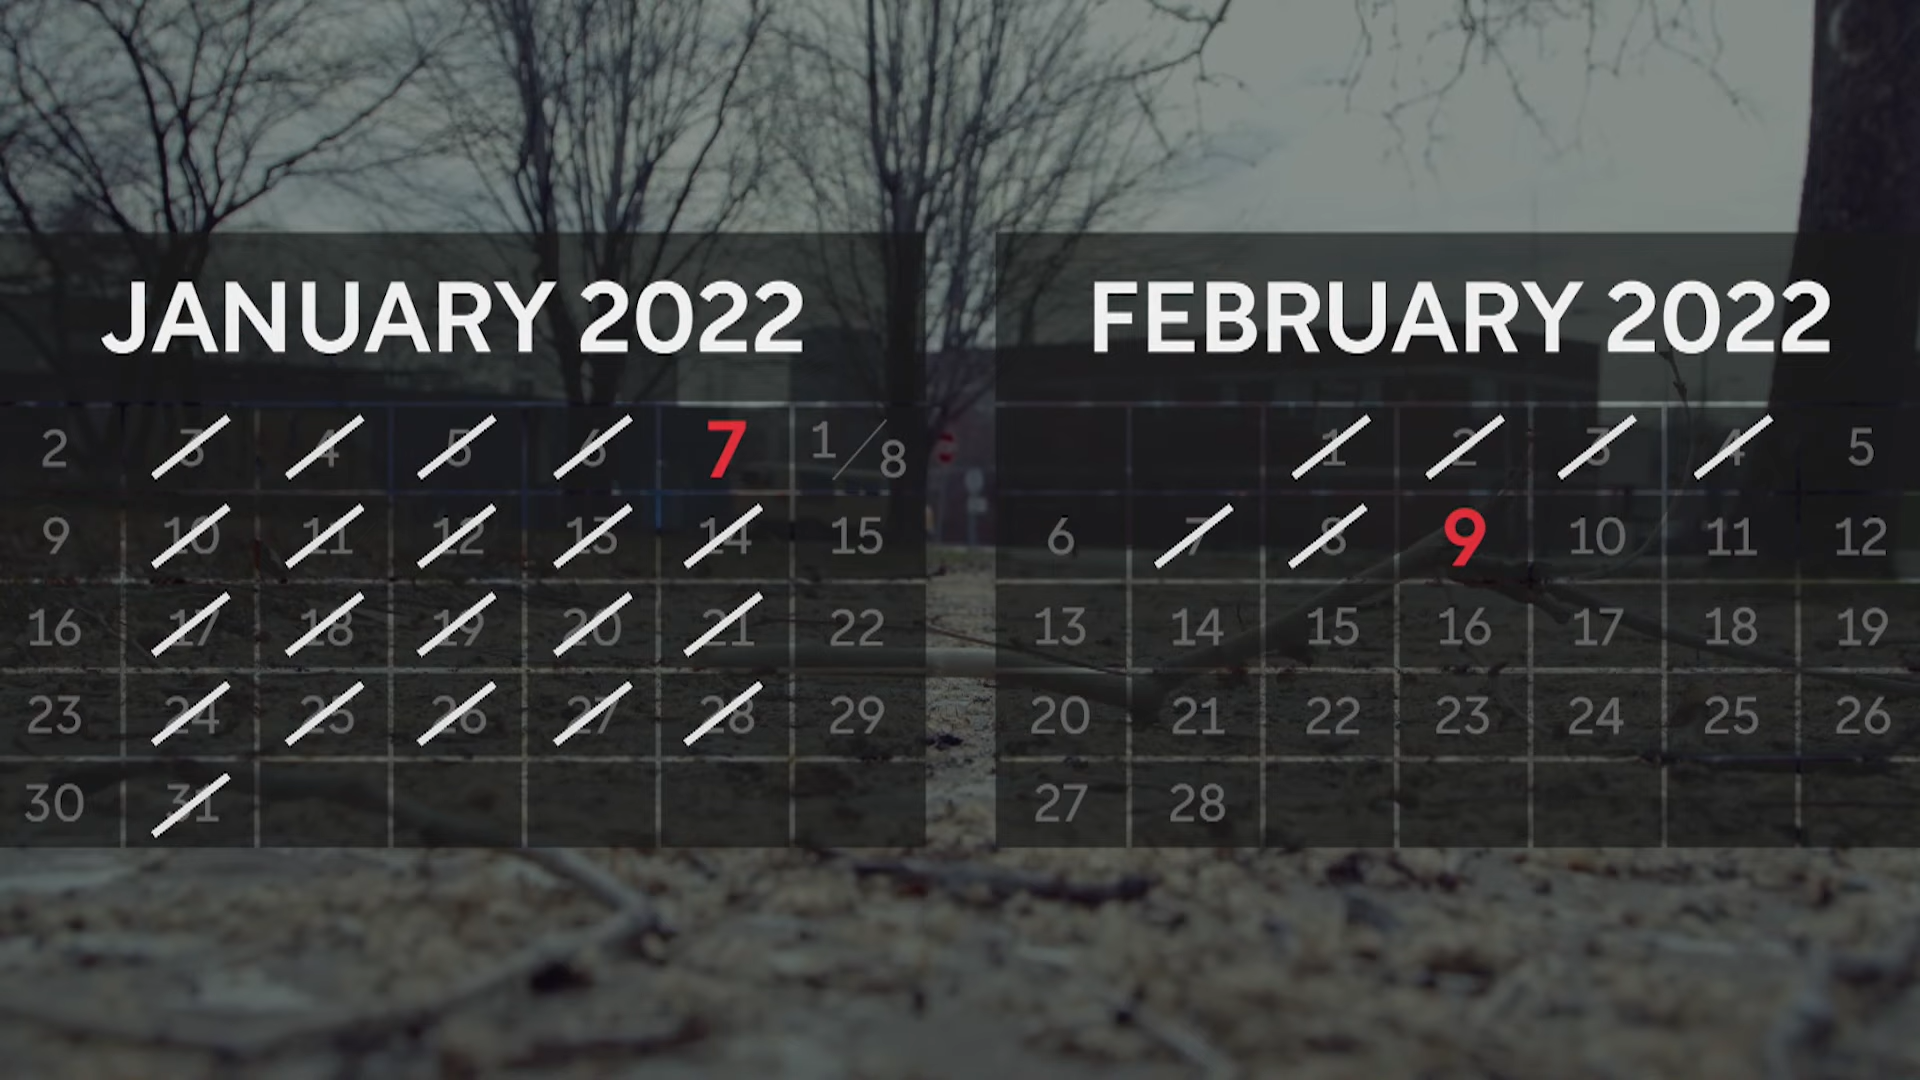 JANUARY 2022
2 3 4 5 6 7 1/8
9 10 11 12 13 14 15
16 17 18 19 20 21 22
23 24 25 26 27 28 29
30 31
FEBRUARY 2022
1 2 3 4 5
6 7 8 9 10 11 12
13 14 15 16 17 18 19
20 21 22 23 24 25 26
27 28